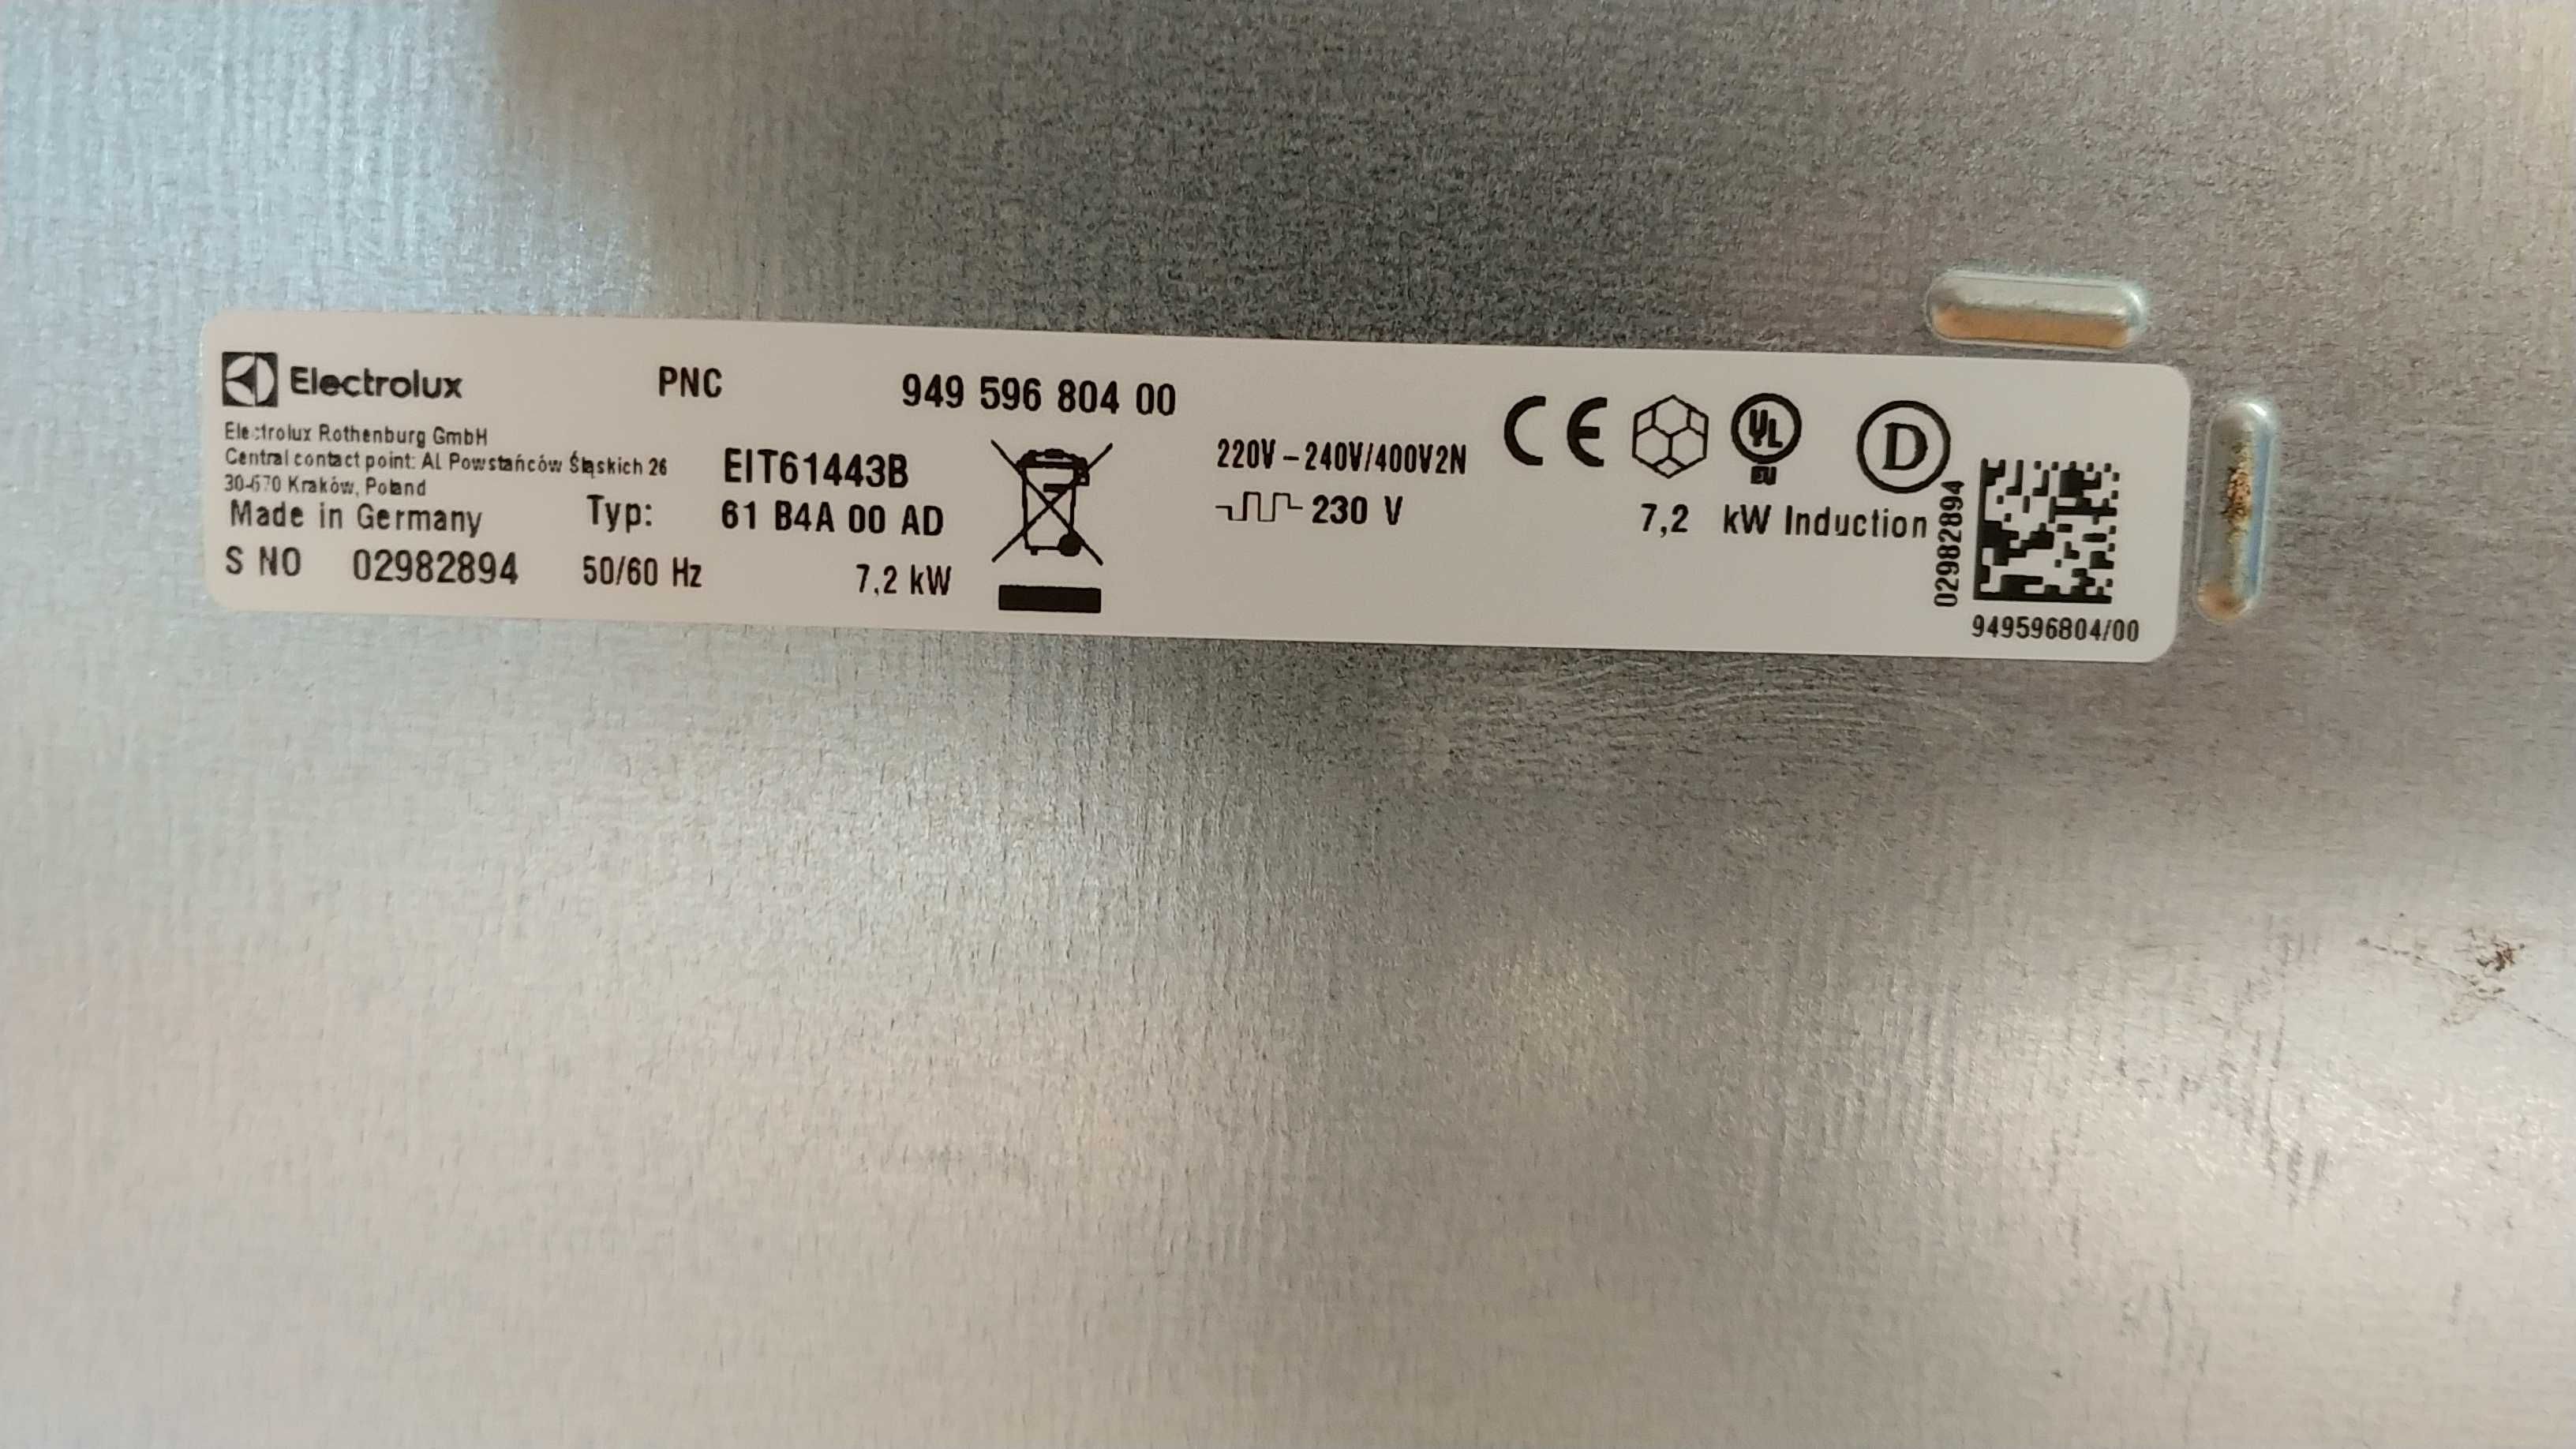 Electrolux PNC 949 596 804 00
Electrolux Rothenburg GmbH
Central contact point: Al. Powstańców Śląskich 26
30-670 Kraków, Poland
EIT61443B
Made in Germany Typ: 61 B4A 00 AD
S NO 02982894 50/60 Hz 7,2 kW
220V–240V/400V2N
230 V
CE
UL
EU
D
7,2 kW Induction
02982894
949596804/00